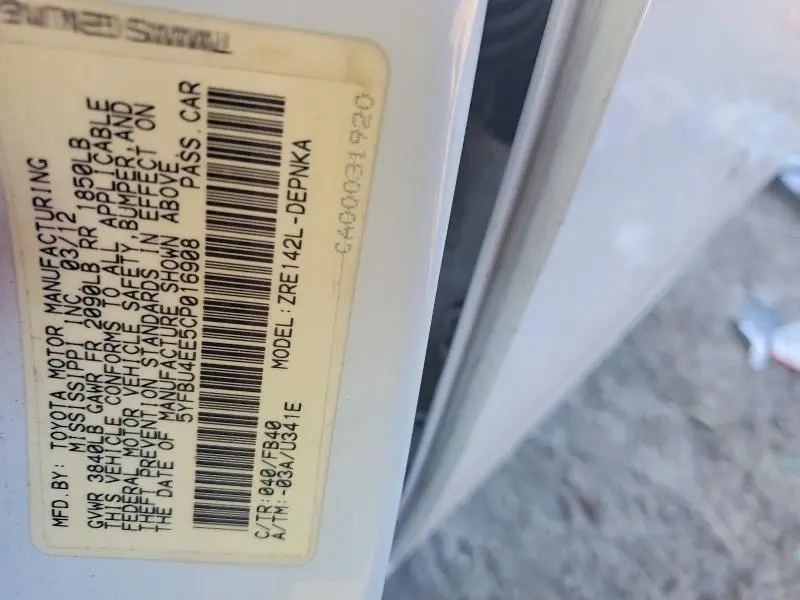 MFD.BY: TOYOTA MOTOR MANUFACTURING
MISSISSIPPI INC. 03/12
GVWR 3840LB GAWR FR 2090LB RR 1850LB
THIS VEHICLE CONFORMS TO ALL APPLICABLE
FEDERAL MOTOR VEHICLE SAFETY, BUMPER, AND
THEFT PREVENTION STANDARDS IN EFFECT ON
THE DATE OF MANUFACTURE SHOWN ABOVE
5YFBU4EE5CP016908 PASS.CAR
C/TR:040/FB40 MODEL:ZRE142L-DEPNKA
A/TM:-03A/U341E
CA000031920